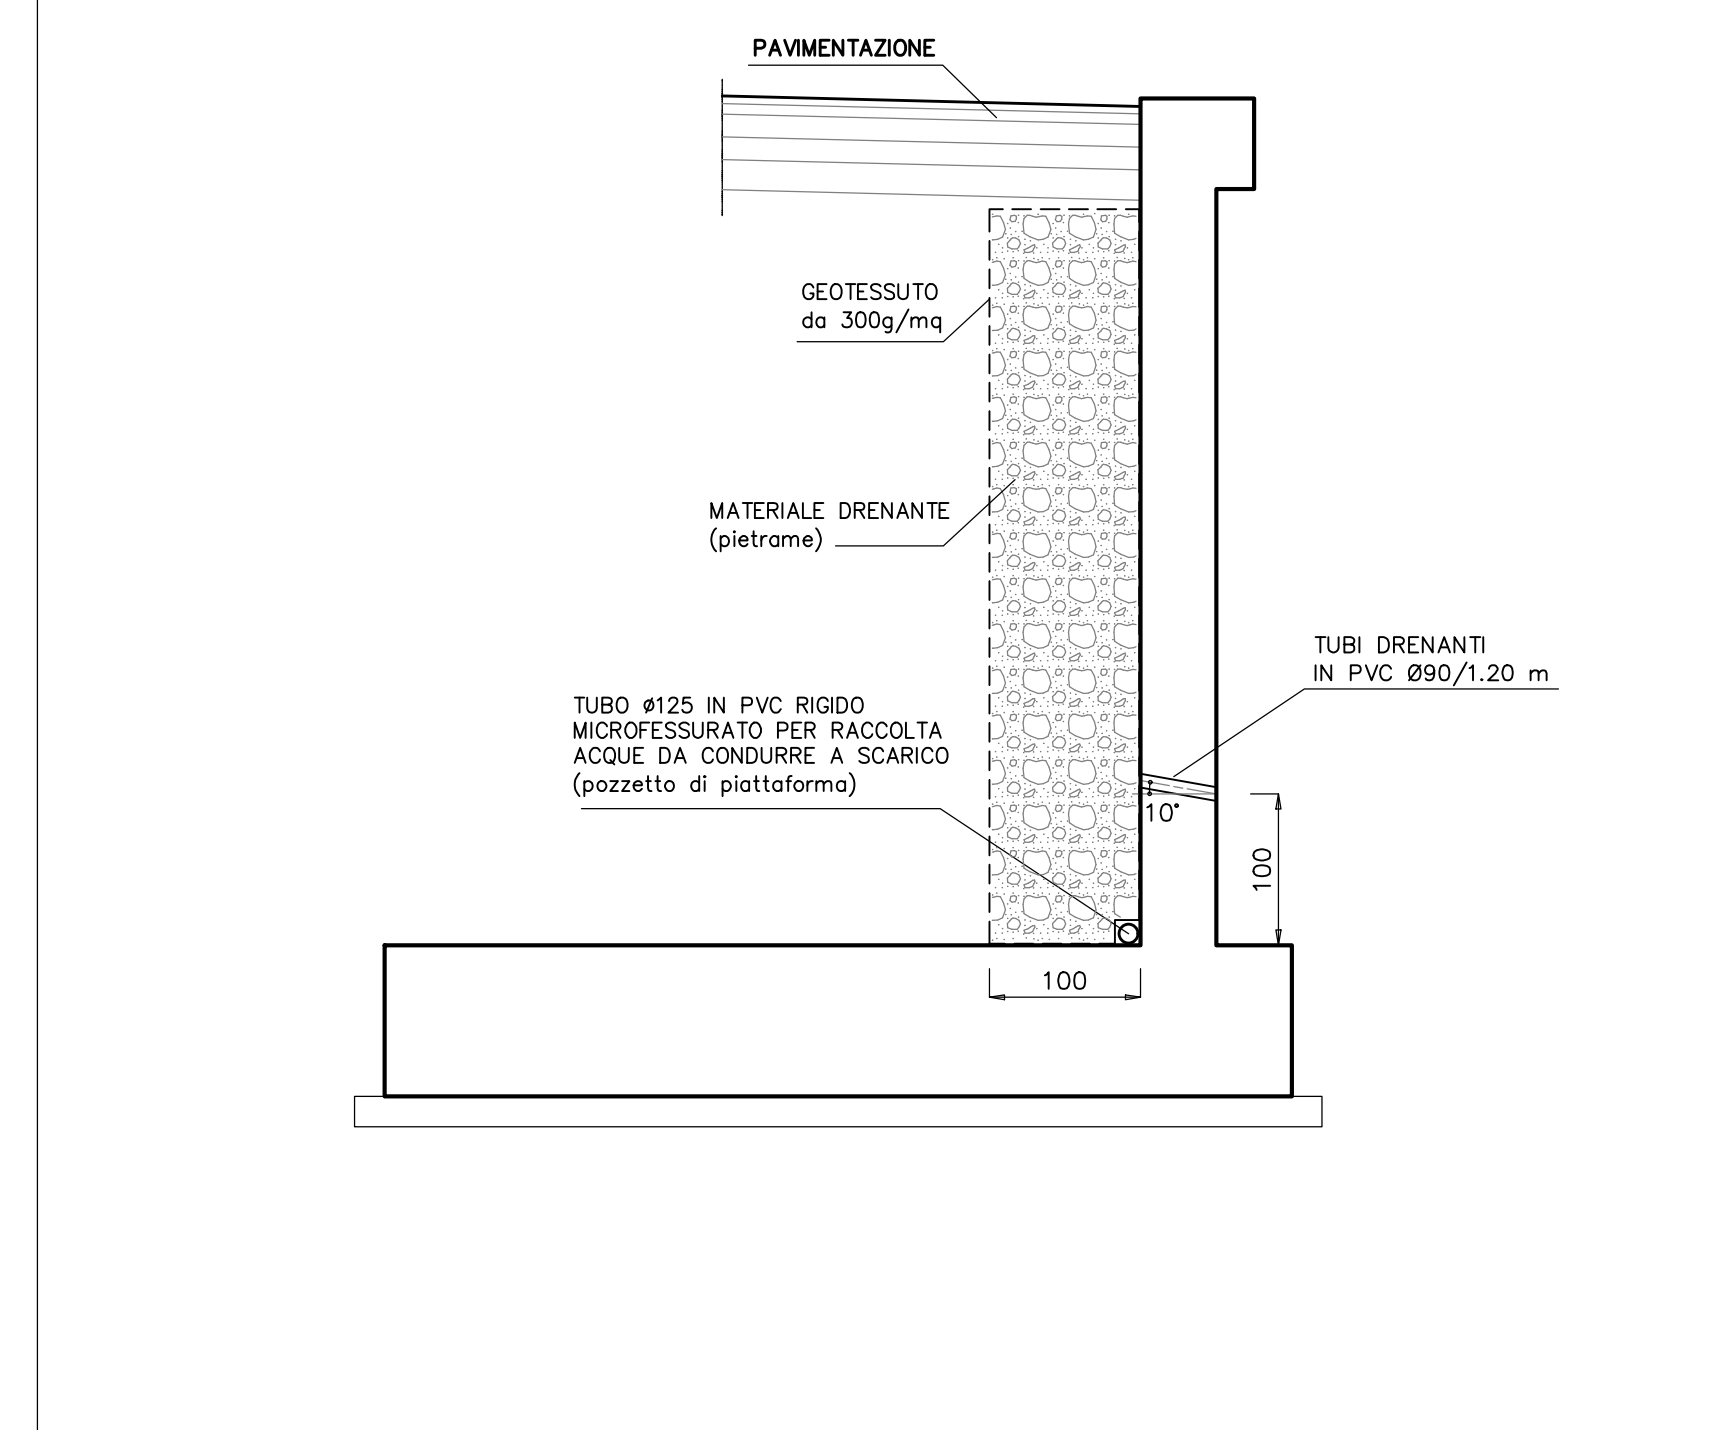 PAVIMENTAZIONE
GEOTESSUTO
da 300g/mq
MATERIALE DRENANTE
(pietrame)
TUBI DRENANTI
IN PVC Ø90/1.20 m
TUBO ø125 IN PVC RIGIDO
MICROFESSURATO PER RACCOLTA
ACQUE DA CONDURRE A SCARICO
(pozzetto di piattaforma)
10°
100
100